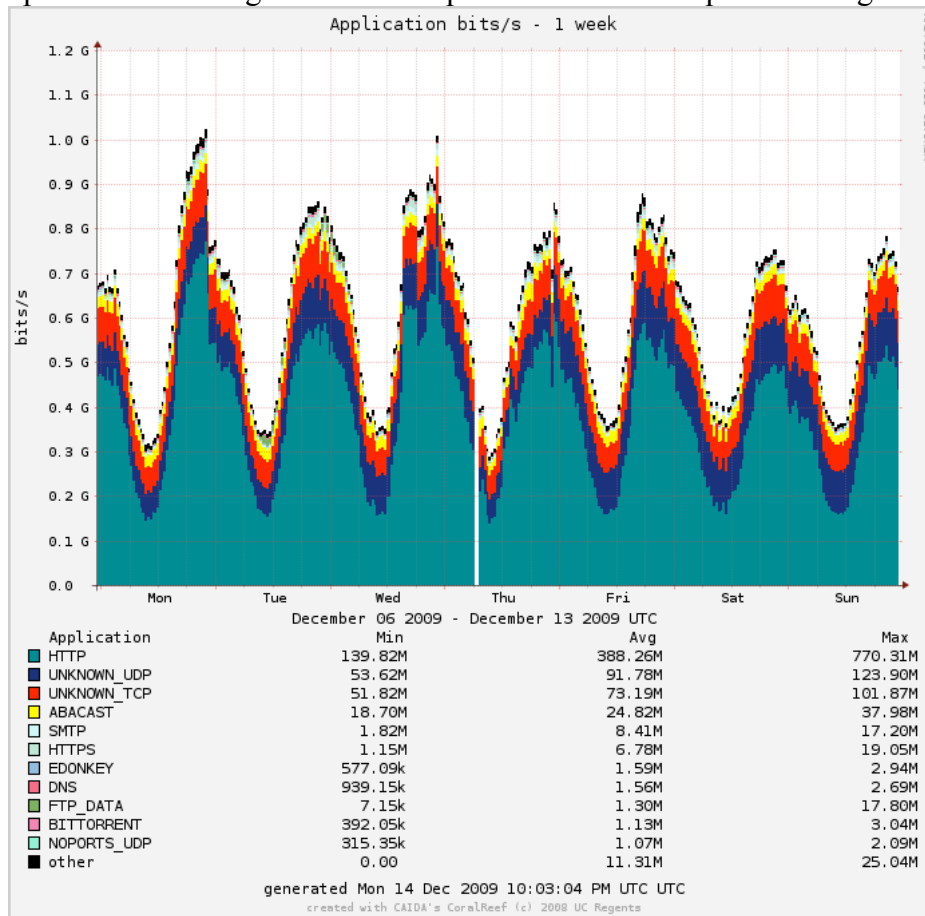 Application bits/s - 1 week
1.2 G
1.1 G
1.0 G
0.9 G
0.8 G
0.7 G
0.6 G
0.5 G
0.4 G
0.3 G
0.2 G
0.1 G
0.0
bits/s
Mon Tue Wed Thu Fri Sat Sun
December 06 2009 - December 13 2009 UTC
Application Min Avg Max
HTTP 139.82M 388.26M 770.31M
UNKNOWN_UDP 53.62M 91.78M 123.90M
UNKNOWN_TCP 51.82M 73.19M 101.87M
ABACAST 18.70M 24.82M 37.98M
SMTP 1.82M 8.41M 17.20M
HTTPS 1.15M 6.78M 19.05M
EDONKEY 577.09k 1.59M 2.94M
DNS 939.15k 1.56M 2.69M
FTP_DATA 7.15k 1.30M 17.80M
BITTORRENT 392.05k 1.13M 3.04M
NOPORTS_UDP 315.35k 1.07M 2.09M
other 0.00 11.31M 25.04M
generated Mon 14 Dec 2009 10:03:04 PM UTC UTC
created with CAIDA's CoralReef (c) 2008 UC Regents